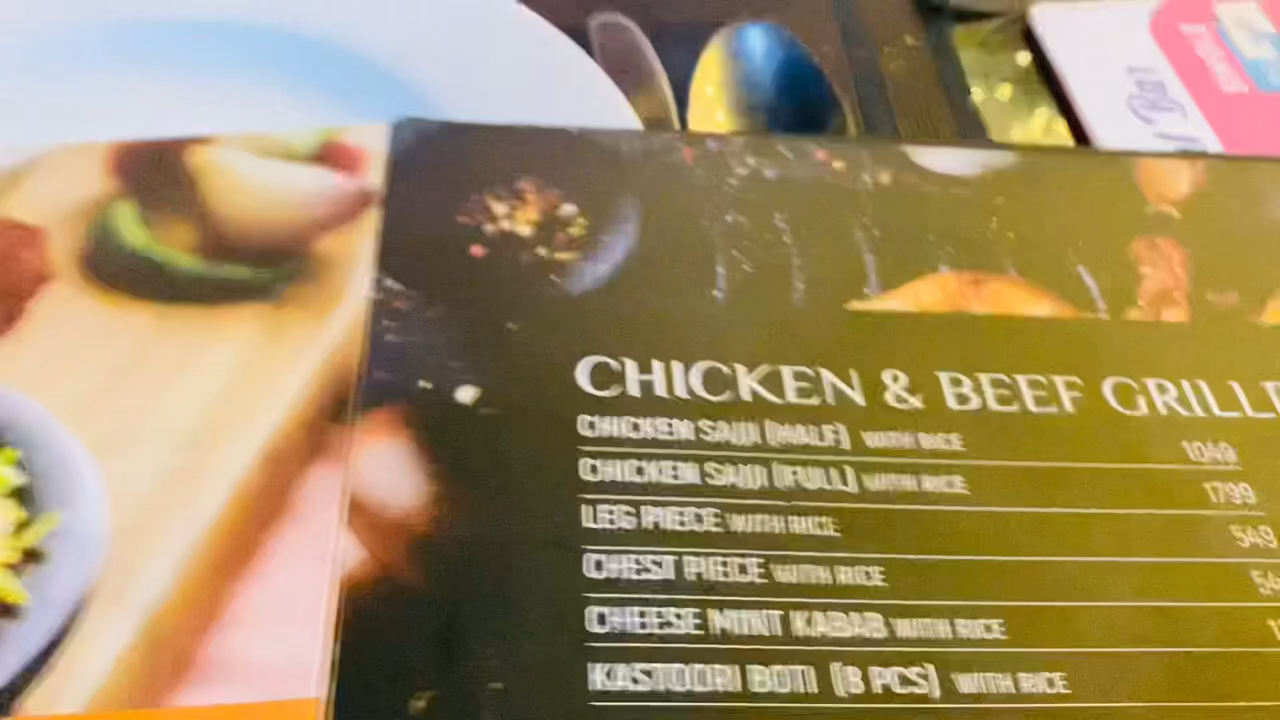 CHICKEN & BEEF GRILLE
CHICKEN SAJJI (HALF) WITH RICE 1049
CHICKEN SAJJI (FULL) WITH RICE 1799
LEG PIECE WITH RICE 549
CHEST PIECE WITH RICE
CHEESE MINT KABAB WITH RICE
KASTOORI BOTI (8 PCS) WITH RICE